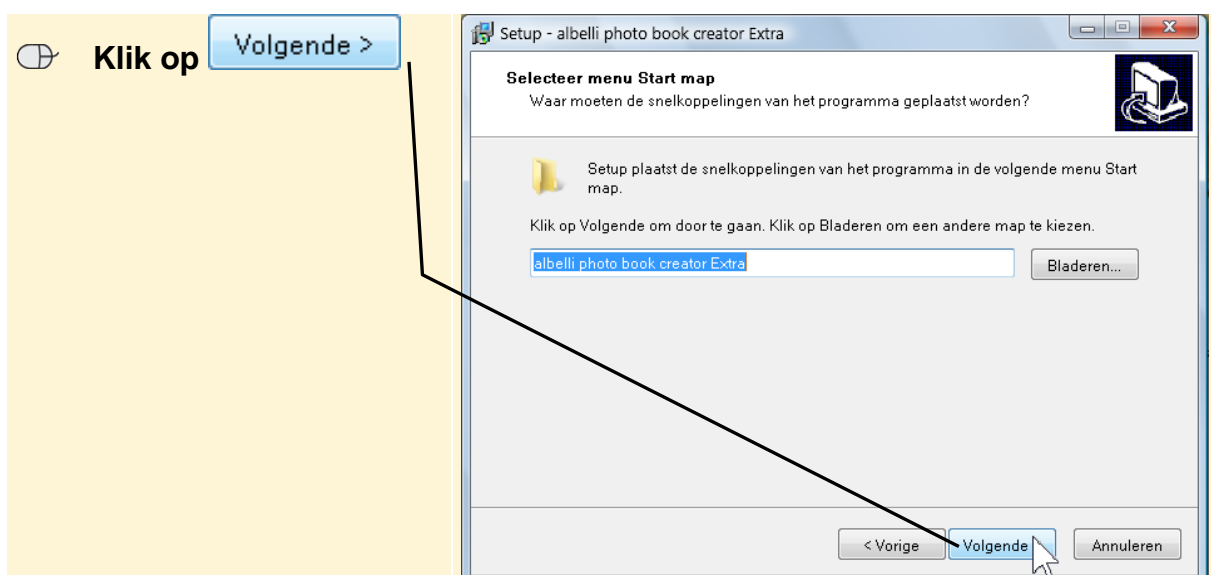 Klik op Volgende > .
Setup - albelli photo book creator Extra
Selecteer menu Start map
Waar moeten de snelkoppelingen van het programma geplaatst worden?
Setup plaatst de snelkoppelingen van het programma in de volgende menu Start
map.
Klik op Volgende om door te gaan. Klik op Bladeren om een andere map te kiezen.
albelli photo book creator Extra
Bladeren...
< Vorige
Volgende
Annuleren